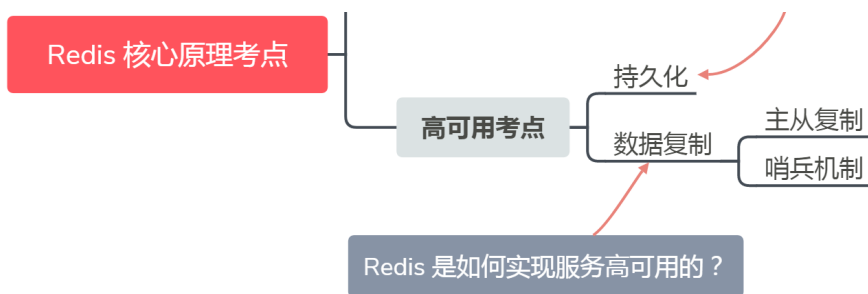 Redis 核心原理考点
持久化
高可用考点
数据复制
主从复制
哨兵机制
Redis 是如何实现服务高可用的？